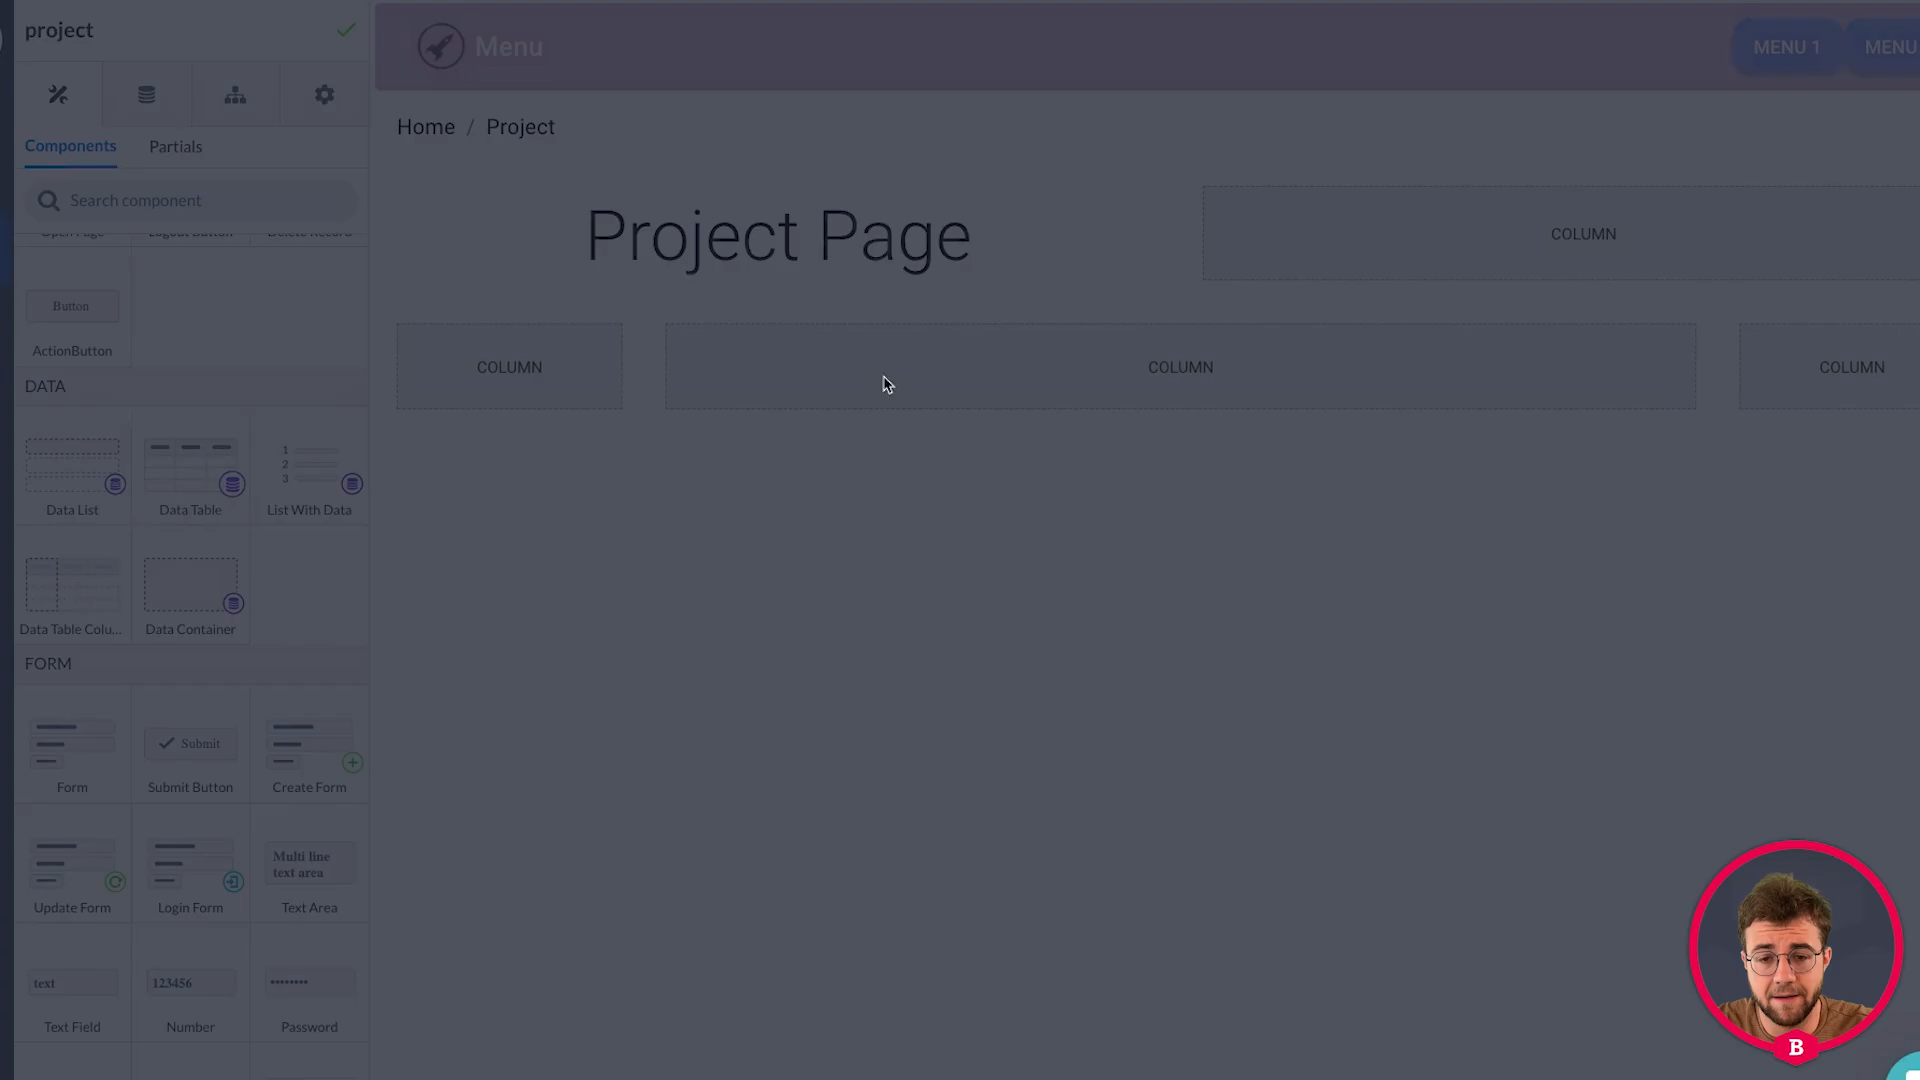 project
Menu
MENU 1
MENU
Home / Project
Components
Partials
Search component
Open Page
Logout Button
Delete Record
Project Page
COLUMN
Button
ActionButton
COLUMN
COLUMN
COLUMN
DATA
1
2
3
Data List
Data Table
List With Data
Data Table Colu...
Data Container
FORM
Submit
Form
Submit Button
Create Form
Multi line
text area
Update Form
Login Form
Text Area
text
123456
Text Field
Number
Password
B